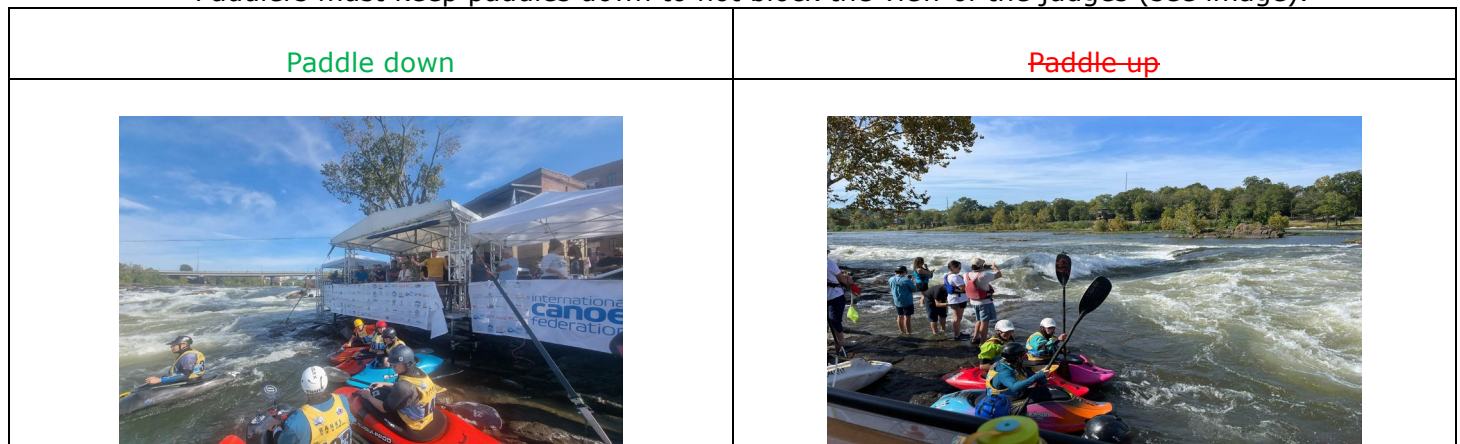 Paddlers must keep paddles down to not block the view of the judges (see image).
Paddle down
Paddle up
international
canoe
federation